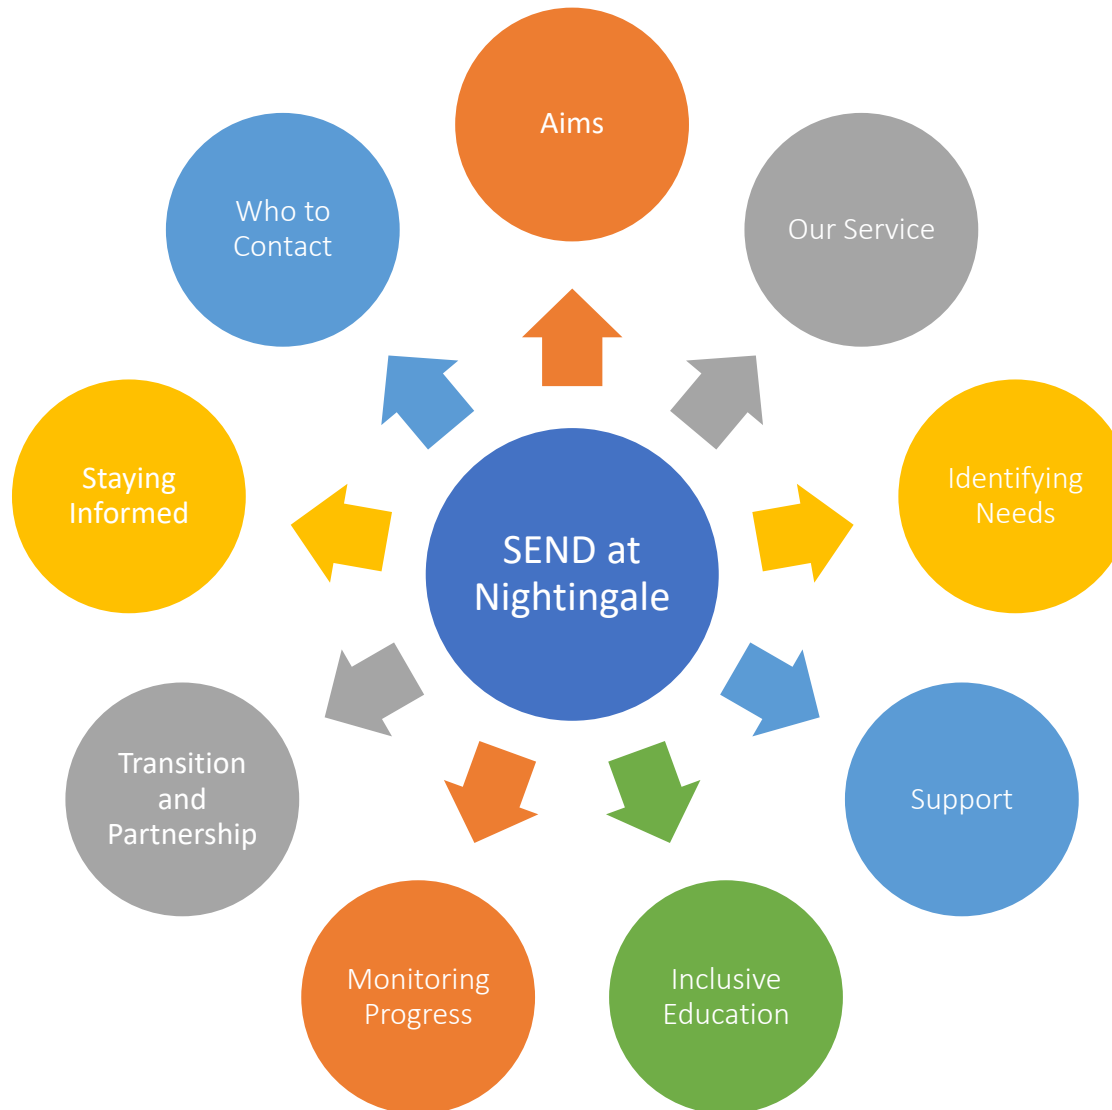 Aims
Our Service
Identifying
Needs
Support
Inclusive
Education
Monitoring
Progress
Transition
and
Partnership
Staying
Informed
Who to
Contact
SEND at
Nightingale